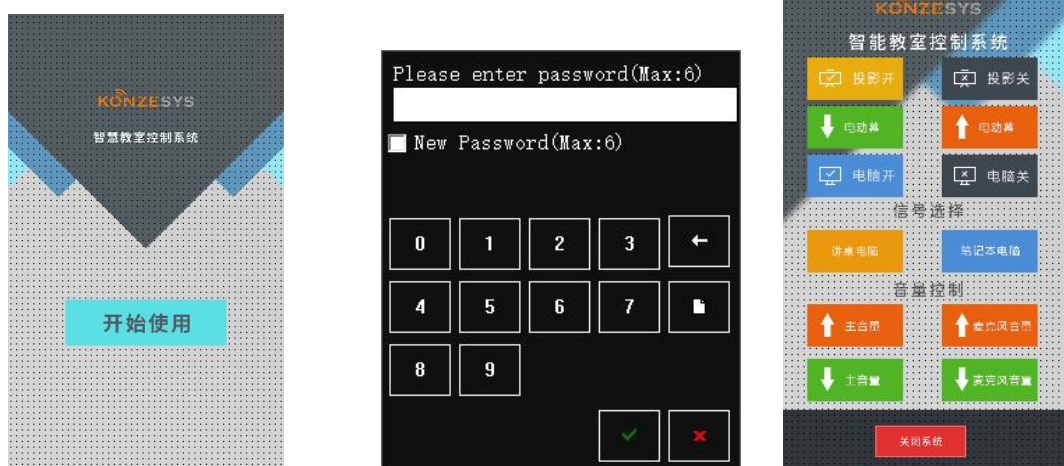 KONZESYS
智慧教室控制系统
开始使用
Please enter password(Max:6)
New Password(Max:6)
0 1 2 3
4 5 6 7
8 9
KONZESYS
智能教室控制系统
投影开 投影关
电动幕 电动幕
电脑开 电脑关
信号选择
讲桌电脑 笔记本电脑
音量控制
主音量 麦克风音量
主音量 麦克风音量
关闭系统